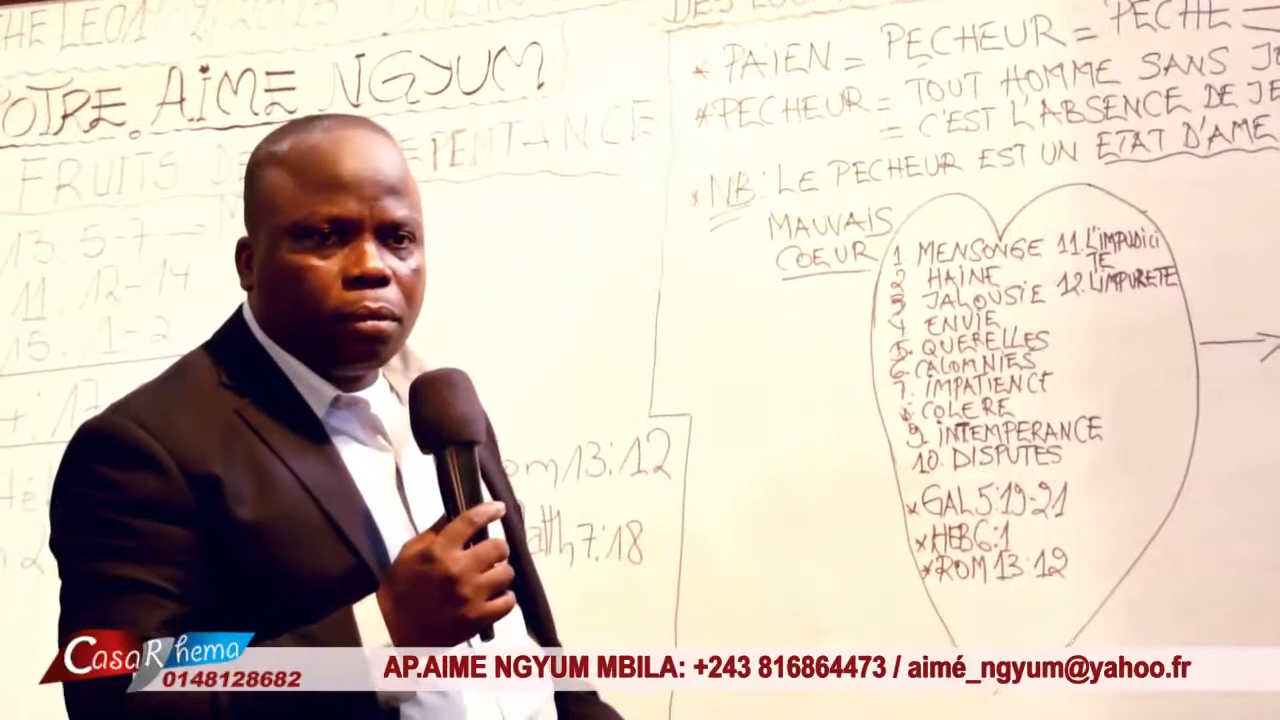 AIME NGYUM
FRUITS DE
13. 5-7
11. 12-14
15. 1-2
Rom 13:12
Math 7:18
* PAÏEN = PECHEUR = PECHE
* PECHEUR = TOUT HOMME SANS
= C'EST L'ABSENCE DE
* NB: LE PECHEUR EST UN ETAT D'AME
MAUVAIS
COEUR
1. MENSONGE
2 HAINE
3 JALOUSIE
4 ENVIE
5. QUERELLES
6. CALOMNIES
7. IMPATIENCE
8 COLERE
9. INTEMPERANCE
10. DISPUTES
11. L'IMPUDICI
TE
12. L'IMPURETE
* GAL 5:19-21
* HEB 6:1
* ROM 13:12
CasaRhema
0148128682
AP.AIME NGYUM MBILA: +243 816864473 / aimé_ngyum@yahoo.fr